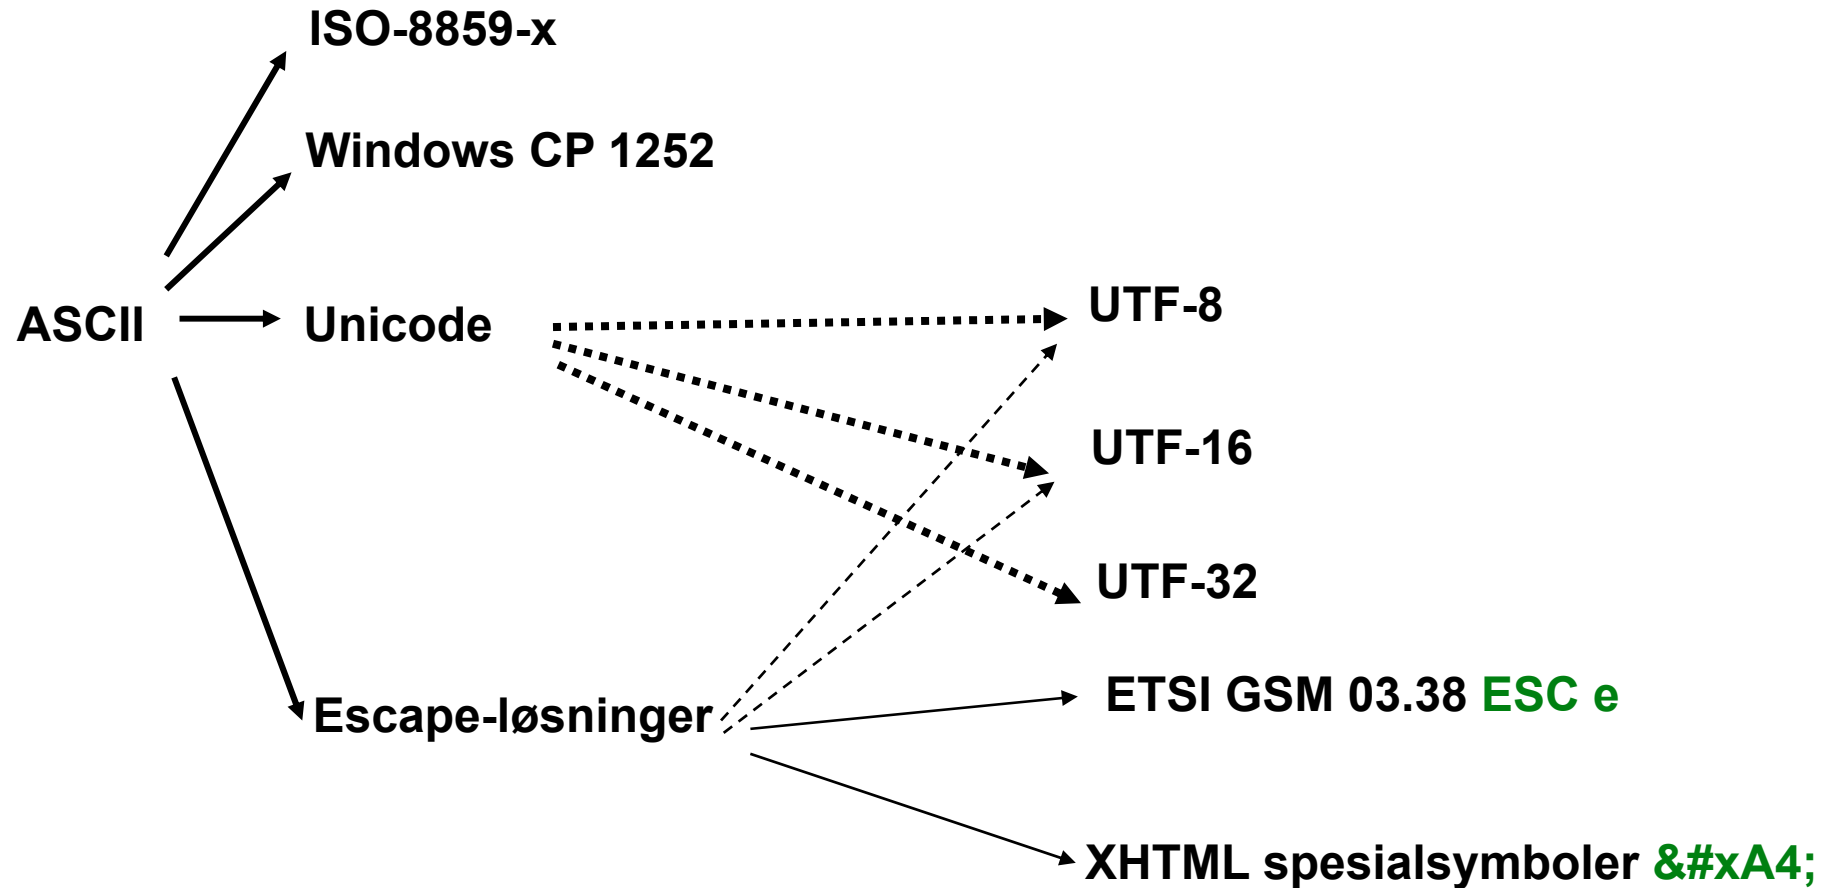 ISO-8859-x
Windows CP 1252
ASCII
Unicode
UTF-8
UTF-16
UTF-32
Escape-løsninger
ETSI GSM 03.38 ESC e
XHTML spesialsymboler &#xA4;